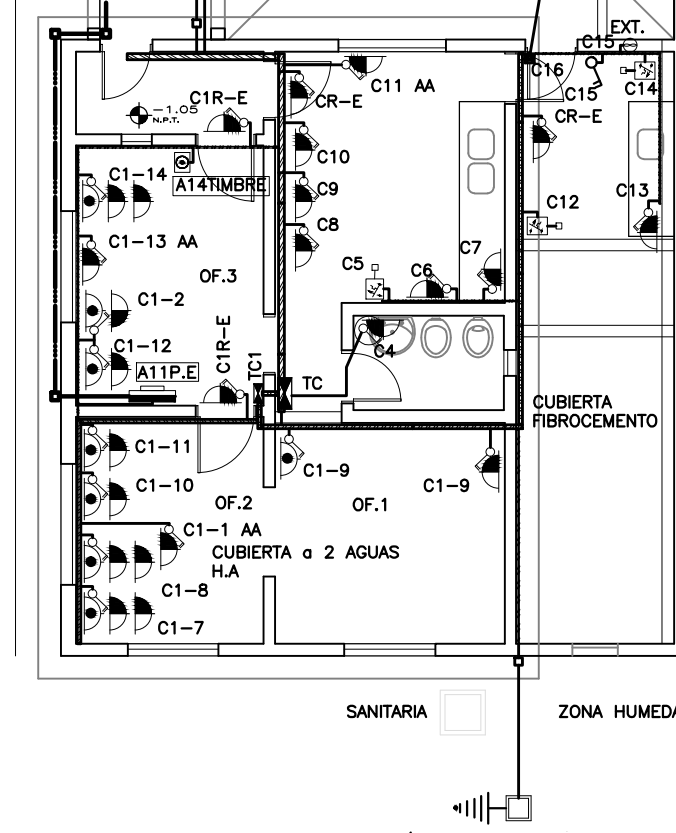 EXT.
C15
C16
C15
C14
C1R-E
CR-E
C11 AA
CR-E
-1.05
N.P.T.
C10
C1-14
A14TIMBRE
C9
C13
C12
C8
C1-13 AA
C7
OF.3
C5
C6
C1-2
C1R-E
C4
C1-12
A11P.E
TC1
TC
CUBIERTA
FIBROCEMENTO
C1-11
C1-9
C1-9
C1-10
OF.2
OF.1
C1-1 AA
CUBIERTA a 2 AGUAS
H.A
C1-8
C1-7
SANITARIA
ZONA HUMEDA